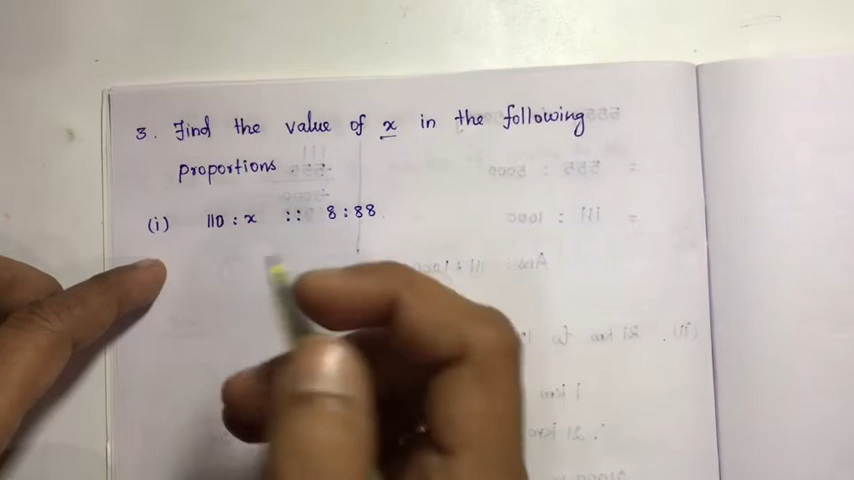 3. Find the value of x in the following
proportions
(i) 110 : x :: 8 : 88